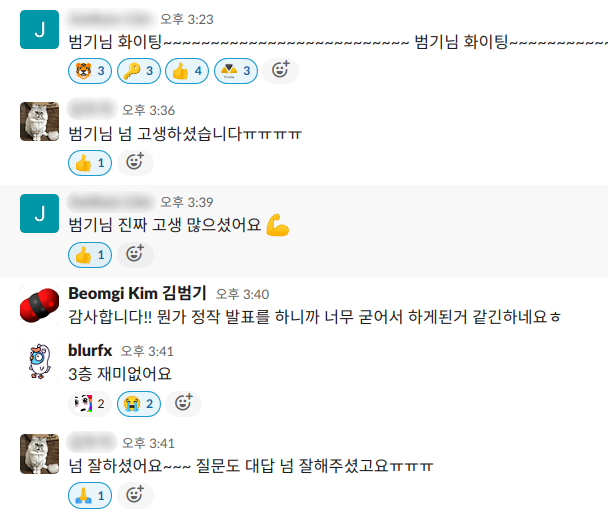 J 오후 3:23
범기님 화이팅~~~~~~~~~~~~~~~~~~~~~~~~~~ 범기님 화이팅~~~~~~~~~~~
3 3 4 3
오후 3:36
범기님 넘 고생하셨습니다ㅠㅠㅠㅠ
1
J 오후 3:39
범기님 진짜 고생 많으셨어요
1
Beomgi Kim 김범기 오후 3:40
감사합니다!! 뭔가 정작 발표를 하니까 너무 굳어서 하게된거 같긴하네요ㅎ
blurfx 오후 3:41
3층 재미없어요
2 2
오후 3:41
넘 잘하셨어요~~~ 질문도 대답 넘 잘해주셨고요ㅠㅠㅠ
1